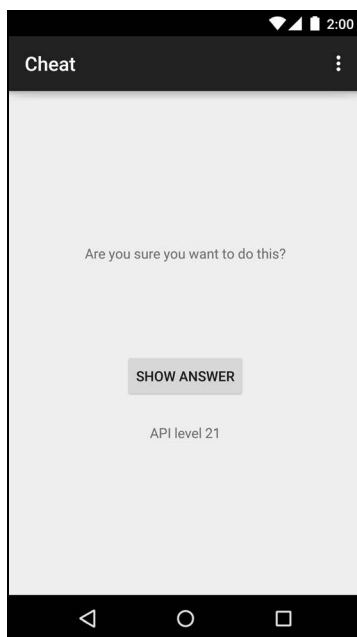 2:00
Cheat
Are you sure you want to do this?
SHOW ANSWER
API level 21